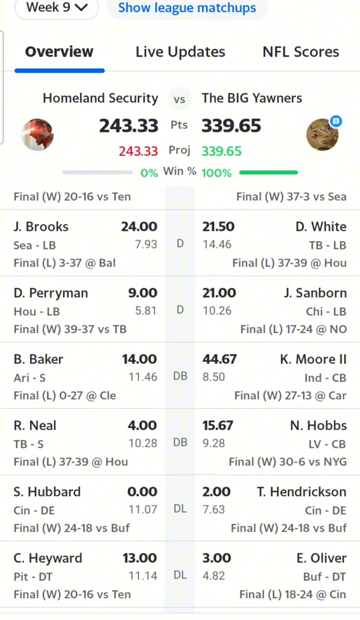 Week 9 Show league matchups
Overview Live Updates NFL Scores
Homeland Security vs The BIG Yawners
243.33 Pts 339.65
243.33 Proj 339.65
0% Win % 100%
Final (W) 20-16 vs Ten Final (W) 37-3 vs Sea
J. Brooks 24.00 21.50 D. White
Sea - LB 7.93 D 14.46 TB - LB
Final (L) 3-37 @ Bal Final (L) 37-39 @ Hou
D. Perryman 9.00 21.00 J. Sanborn
Hou - LB 5.81 D 10.26 Chi - LB
Final (W) 39-37 vs TB Final (L) 17-24 @ NO
B. Baker 14.00 44.67 K. Moore II
Ari - S 11.46 DB 8.50 Ind - CB
Final (L) 0-27 @ Cle Final (W) 27-13 @ Car
R. Neal 4.00 15.67 N. Hobbs
TB - S 10.28 DB 9.28 LV - CB
Final (L) 37-39 @ Hou Final (W) 30-6 vs NYG
S. Hubbard 0.00 2.00 T. Hendrickson
Cin - DE 11.07 DL 7.63 Cin - DE
Final (W) 24-18 vs Buf Final (W) 24-18 vs Buf
C. Heyward 13.00 3.00 E. Oliver
Pit - DT 11.14 DL 4.82 Buf - DT
Final (W) 20-16 vs Ten Final (L) 18-24 @ Cin